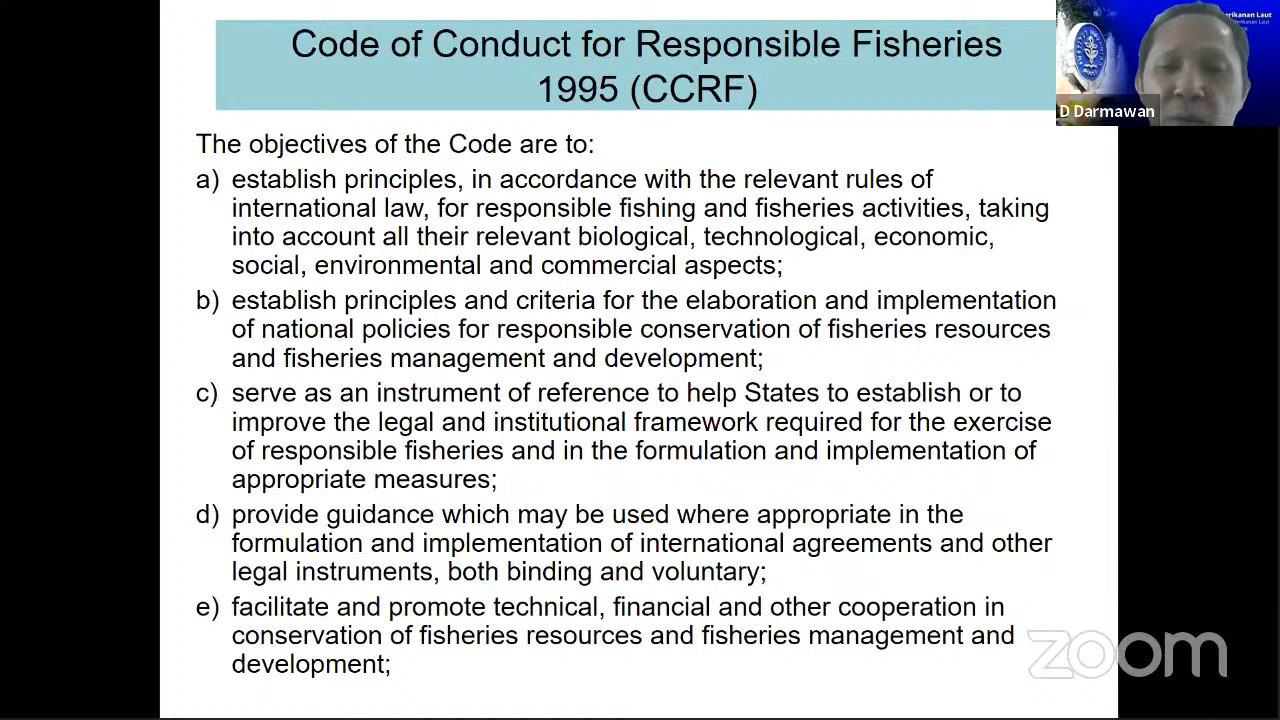 Code of Conduct for Responsible Fisheries
1995 (CCRF)
The objectives of the Code are to:
a) establish principles, in accordance with the relevant rules of
international law, for responsible fishing and fisheries activities, taking
into account all their relevant biological, technological, economic,
social, environmental and commercial aspects;
b) establish principles and criteria for the elaboration and implementation
of national policies for responsible conservation of fisheries resources
and fisheries management and development;
c) serve as an instrument of reference to help States to establish or to
improve the legal and institutional framework required for the exercise
of responsible fisheries and in the formulation and implementation of
appropriate measures;
d) provide guidance which may be used where appropriate in the
formulation and implementation of international agreements and other
legal instruments, both binding and voluntary;
e) facilitate and promote technical, financial and other cooperation in
conservation of fisheries resources and fisheries management and
development;
Laut
Perikanan Laut
D Darmawan
zoom